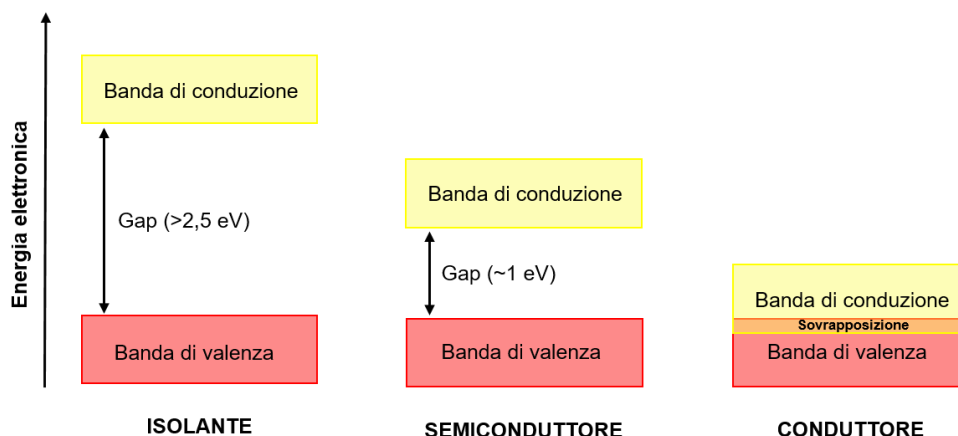 Energia elettronica
Banda di conduzione
Gap (>2,5 eV)
Banda di valenza
ISOLANTE
Banda di conduzione
Gap (~1 eV)
Banda di valenza
SEMICONDUTTORE
Banda di conduzione
Sovrapposizione
Banda di valenza
CONDUTTORE